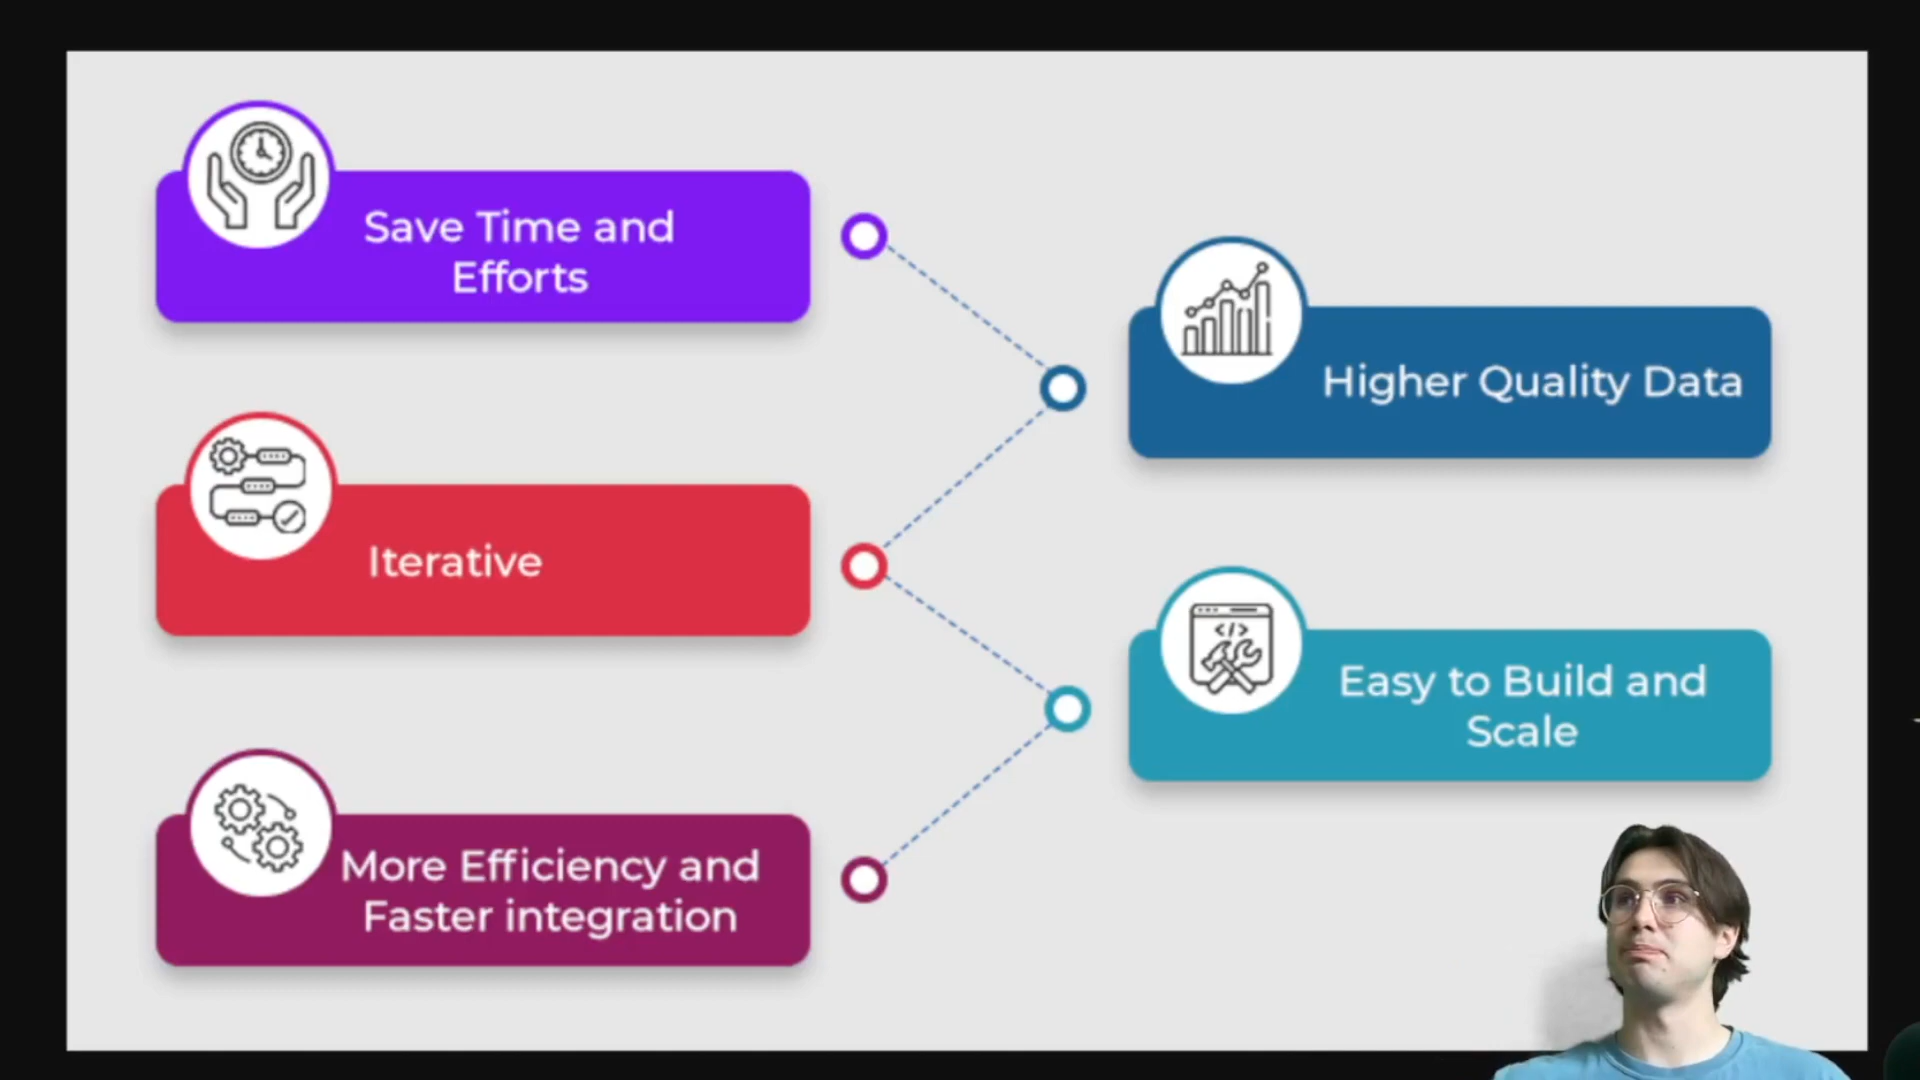 Save Time and
Efforts
Higher Quality Data
Iterative
</>
Easy to Build and
Scale
More Efficiency and
Faster integration